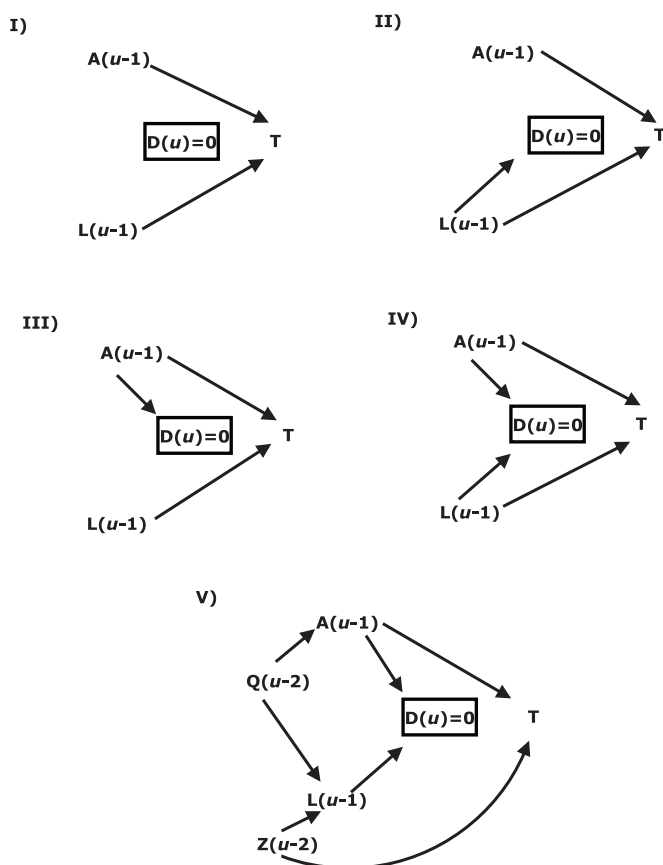 I)
A(u-1)
D(u)=0
T
L(u-1)
II)
A(u-1)
D(u)=0
T
L(u-1)
III)
A(u-1)
D(u)=0
T
L(u-1)
IV)
A(u-1)
D(u)=0
T
L(u-1)
V)
A(u-1)
Q(u-2)
D(u)=0
T
L(u-1)
Z(u-2)